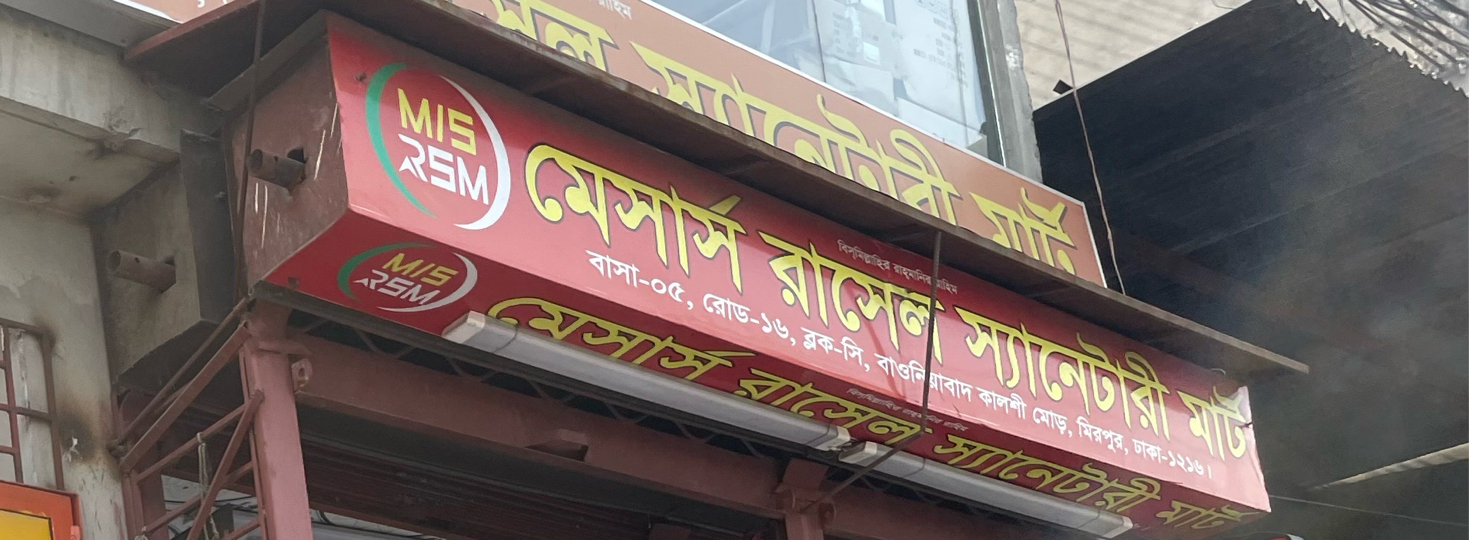 সেল স্যানেটারী মার্ট
M/S
RSM
বিস্‌মিল্লাহির রাহ্‌মানির রাহিম
মেসার্স রাসেল স্যানেটারী মার্ট
বাসা-০৫, রোড-১৬, ব্লক-সি, বাওনিয়াবাদ কালশী মোড়, মিরপুর, ঢাকা-১২১৬।
M/S
RSM
বিস্‌মিল্লাহির রাহ্‌মানির রাহিম
মেসার্স রাসেল স্যানেটারী মার্ট